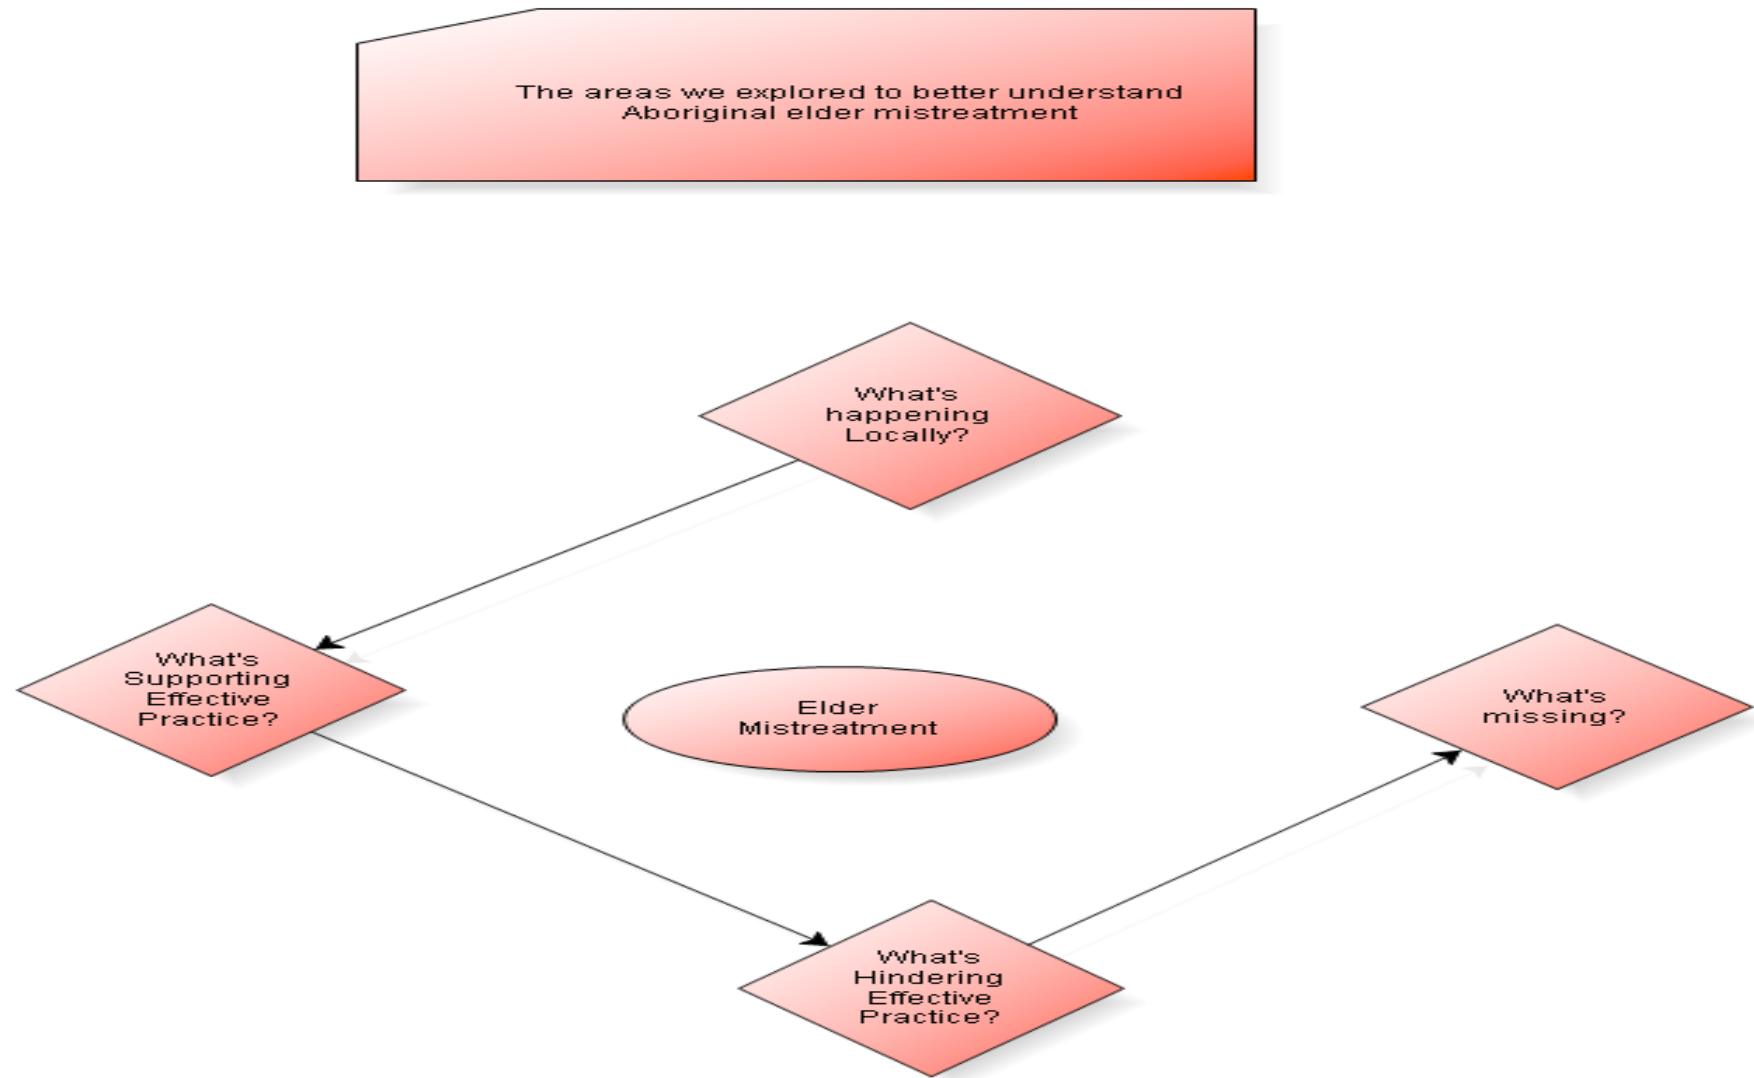 The areas we explored to better understand
Aboriginal elder mistreatment
What's
happening
Locally?
What's
Supporting
Effective
Practice?
Elder
Mistreatment
What's
missing?
What's
Hindering
Effective
Practice?